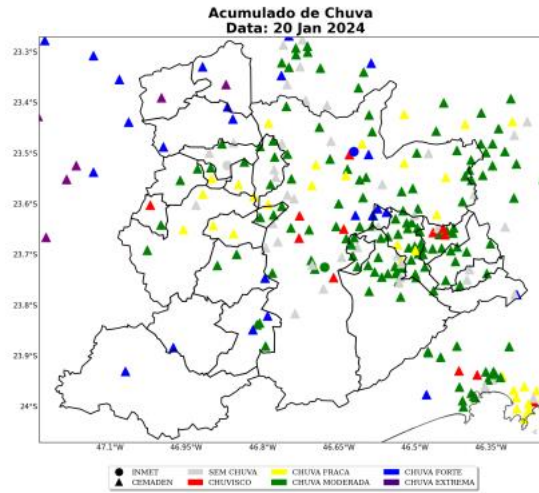 Acumulado de Chuva
Data: 20 Jan 2024
23.3°S
23.4°S
23.5°S
23.6°S
23.7°S
23.8°S
23.9°S
24°S
47.1°W
46.95°W
46.8°W
46.65°W
46.5°W
46.35°W
INMET SEM CHUVA CHUVA FRACA CHUVA FORTE
CEMADEN CHUVISCO CHUVA MODERADA CHUVA EXTREMA